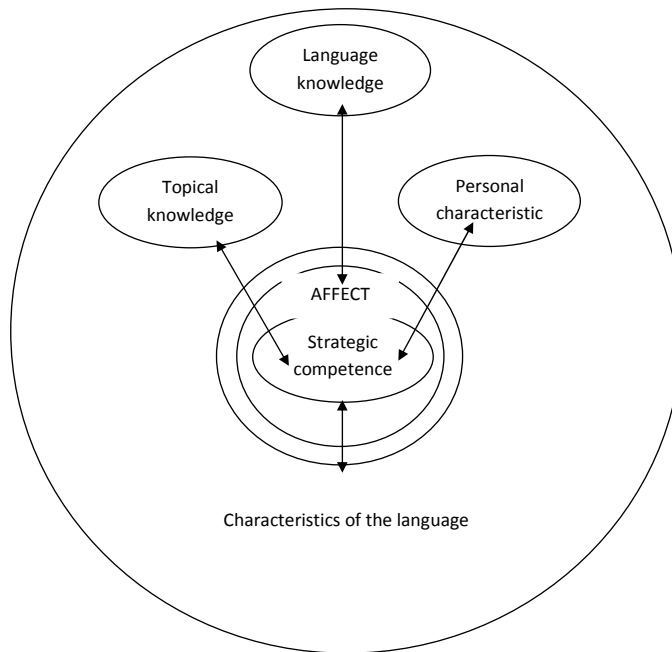 Language
knowledge
Topical
knowledge
Personal
characteristic
AFFECT
Strategic
competence
Characteristics of the language